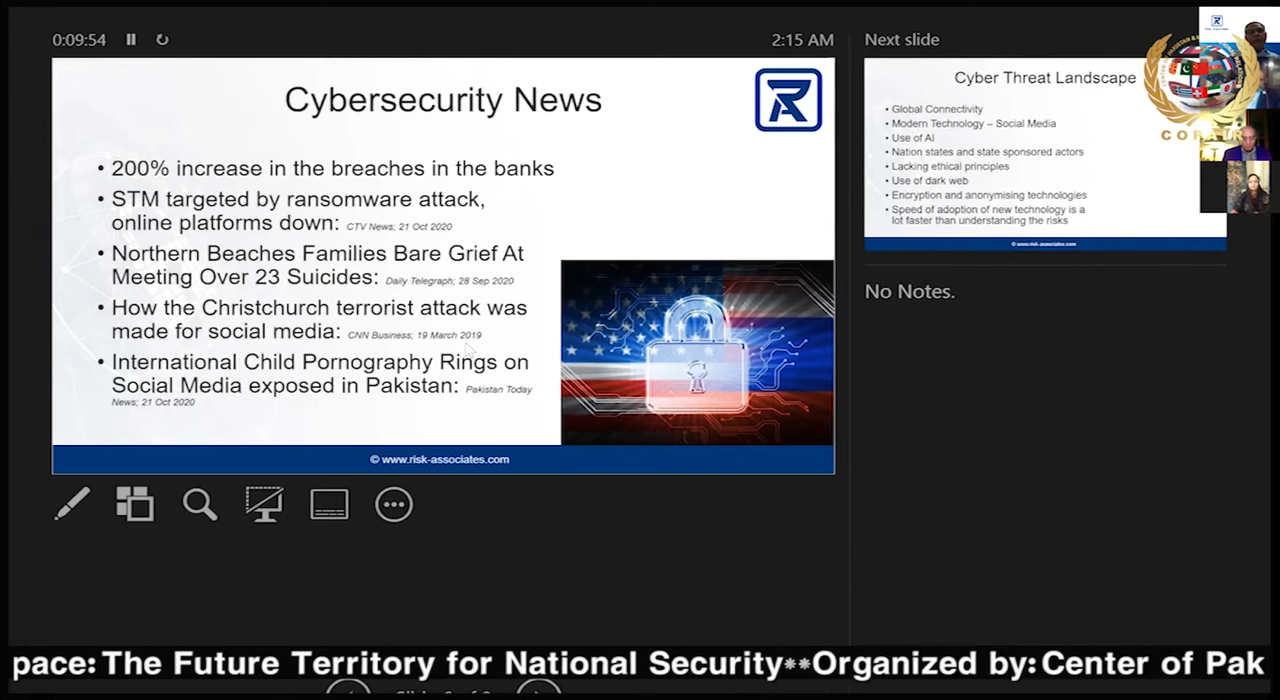 0:09:54
2:15 AM
Next slide
Cybersecurity News
• 200% increase in the breaches in the banks
• STM targeted by ransomware attack,
online platforms down: CTV News; 21 Oct 2020
• Northern Beaches Families Bare Grief At
Meeting Over 23 Suicides: Daily Telegraph; 28 Sep 2020
• How the Christchurch terrorist attack was
made for social media: CNN Business; 19 March 2019
• International Child Pornography Rings on
Social Media exposed in Pakistan: Pakistan Today
News; 21 Oct 2020
© www.risk-associates.com
Cyber Threat Landscape
• Global Connectivity
• Modern Technology – Social Media
• Use of AI
• Nation states and state sponsored actors
• Lacking ethical principles
• Use of dark web
• Encryption and anonymising technologies
• Speed of adoption of new technology is a
lot faster than understanding the risks
© www.risk-associates.com
No Notes.
pace: The Future Territory for National Security**Organized by: Center of Pak